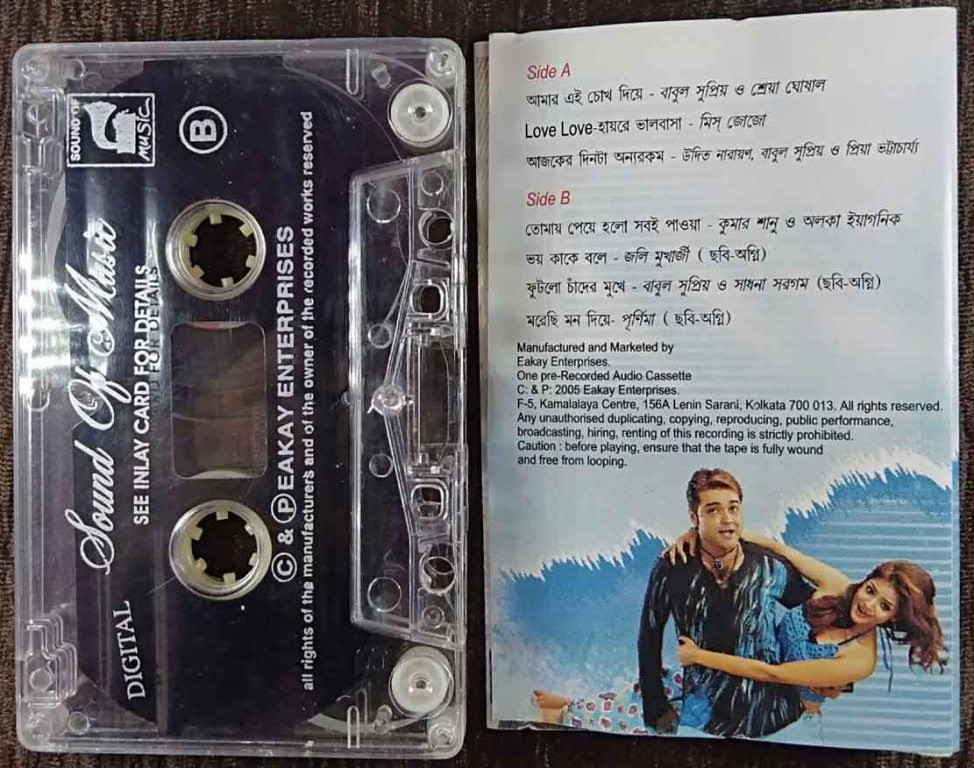 SOUND OF
music
B
Sound Of Music
SEE INLAY CARD FOR DETAILS
DIGITAL
© & ℗ EAKAY ENTERPRISES
all rights of the manufacturers and of the owner of the recorded works reserved
Side A
আমার এই চোখ দিয়ে - বাবুল সুপ্রিয় ও শ্রেয়া ঘোষাল
Love Love-হায়রে ভালবাসা - মিস্ জোজো
আজকের দিনটা অন্যরকম - উদিত নারায়ণ, বাবুল সুপ্রিয় ও প্রিয়া ভট্টাচার্য্য
Side B
তোমায় পেয়ে হলো সবই পাওয়া - কুমার শানু ও অলকা ইয়াগনিক
ভয় কাকে বলে - জলি মুখার্জী ( ছবি-অগ্নি)
ফুটলো চাঁদের মুখে - বাবুল সুপ্রিয় ও সাধনা সরগম (ছবি-অগ্নি)
মরেছি মন দিয়ে- পূর্ণিমা ( ছবি-অগ্নি)
Manufactured and Marketed by
Eakay Enterprises.
One pre-Recorded Audio Cassette
C: & P: 2005 Eakay Enterprises.
F-5, Kamalalaya Centre, 156A Lenin Sarani, Kolkata 700 013. All rights reserved.
Any unauthorised duplicating, copying, reproducing, public performance,
broadcasting, hiring, renting of this recording is strictly prohibited.
Caution : before playing, ensure that the tape is fully wound
and free from looping.